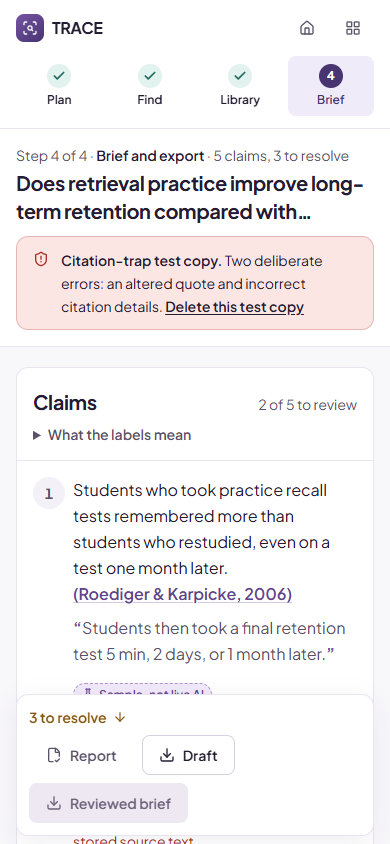 TRACE
Plan
Find
Library
4
Brief
Step 4 of 4 · Brief and export · 5 claims, 3 to resolve
Does retrieval practice improve long-
term retention compared with…
Citation-trap test copy. Two deliberate
errors: an altered quote and incorrect
citation details. Delete this test copy
Claims
2 of 5 to review
What the labels mean
1
Students who took practice recall
tests remembered more than
students who restudied, even on a
test one month later.
(Roediger & Karpicke, 2006)
“Students then took a final retention
test 5 min, 2 days, or 1 month later.”
Sample, not live AI
3 to resolve ↓
Report
Draft
Reviewed brief
stored source text